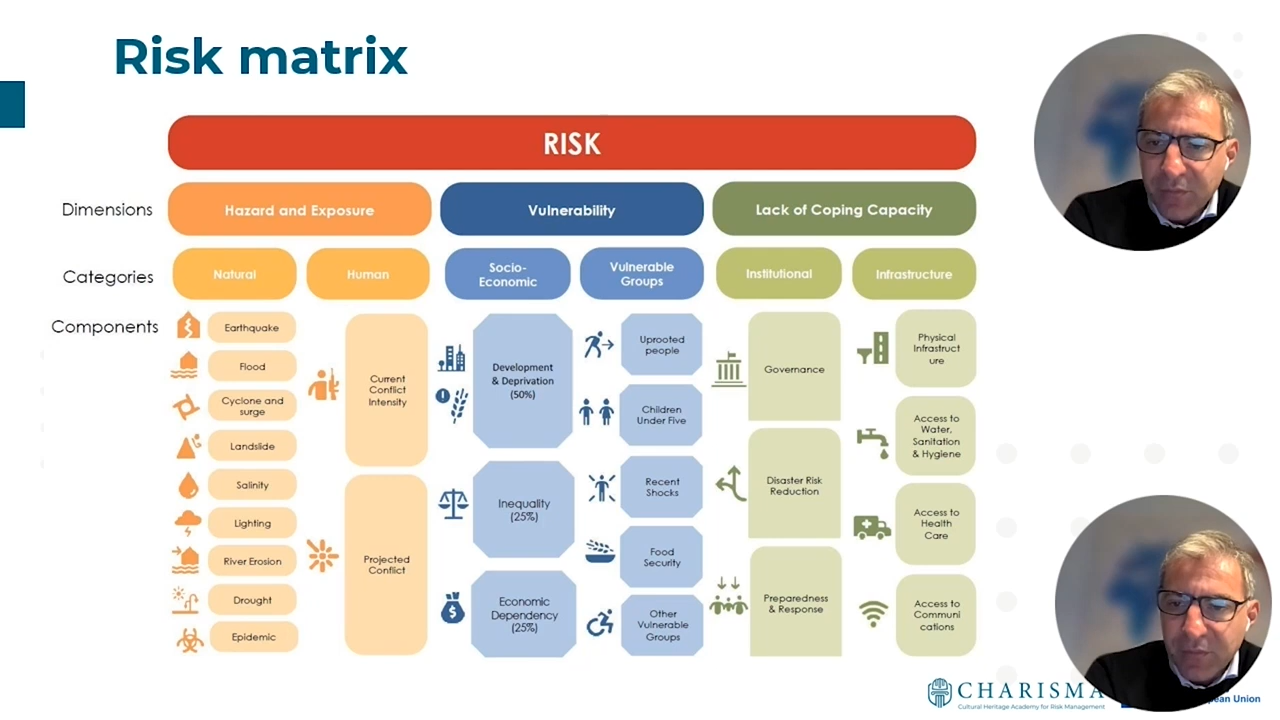 Risk matrix
RISK
Dimensions
Hazard and Exposure
Vulnerability
Lack of Coping Capacity
Categories
Natural
Human
Socio-
Economic
Vulnerable
Groups
Institutional
Infrastructure
Components
Earthquake
Flood
Cyclone and
surge
Landslide
Salinity
Lighting
River Erosion
Drought
Epidemic
Current
Conflict
Intensity
Projected
Conflict
Development
& Deprivation
(50%)
Inequality
(25%)
Economic
Dependency
(25%)
Uprooted
people
Children
Under Five
Recent
Shocks
Food
Security
Other
Vulnerable
Groups
Governance
Disaster Risk
Reduction
Preparedness
& Response
Physical
Infrastruct
ure
Access to
Water,
Sanitation
& Hygiene
Access to
Health
Care
Access to
Communi
cations
CHARISMA
Cultural Heritage Academy for Risk Management
Union